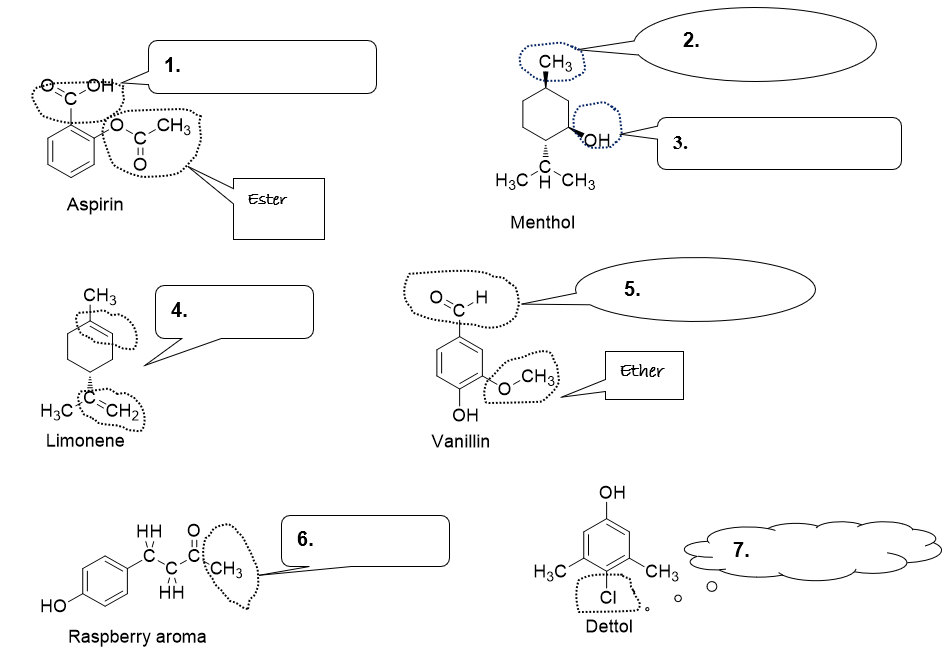 1.
O OH
C
O CH₃
C
O
Ester
Aspirin
2.
CH₃
OH
3.
C
H₃C H CH₃
Menthol
CH₃
4.
C
H₃C CH₂
Limonene
O H
C
5.
O CH₃
Ether
OH
Vanillin
HH O
C C
C CH₃
HH
HO
6.
Raspberry aroma
OH
H₃C CH₃
Cl
7.
Dettol